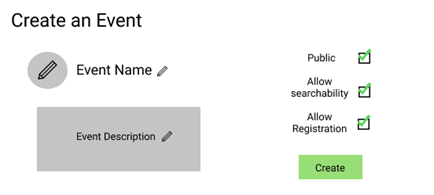 Create an Event
Event Name
Event Description
Public
Allow
searchability
Allow
Registration
Create